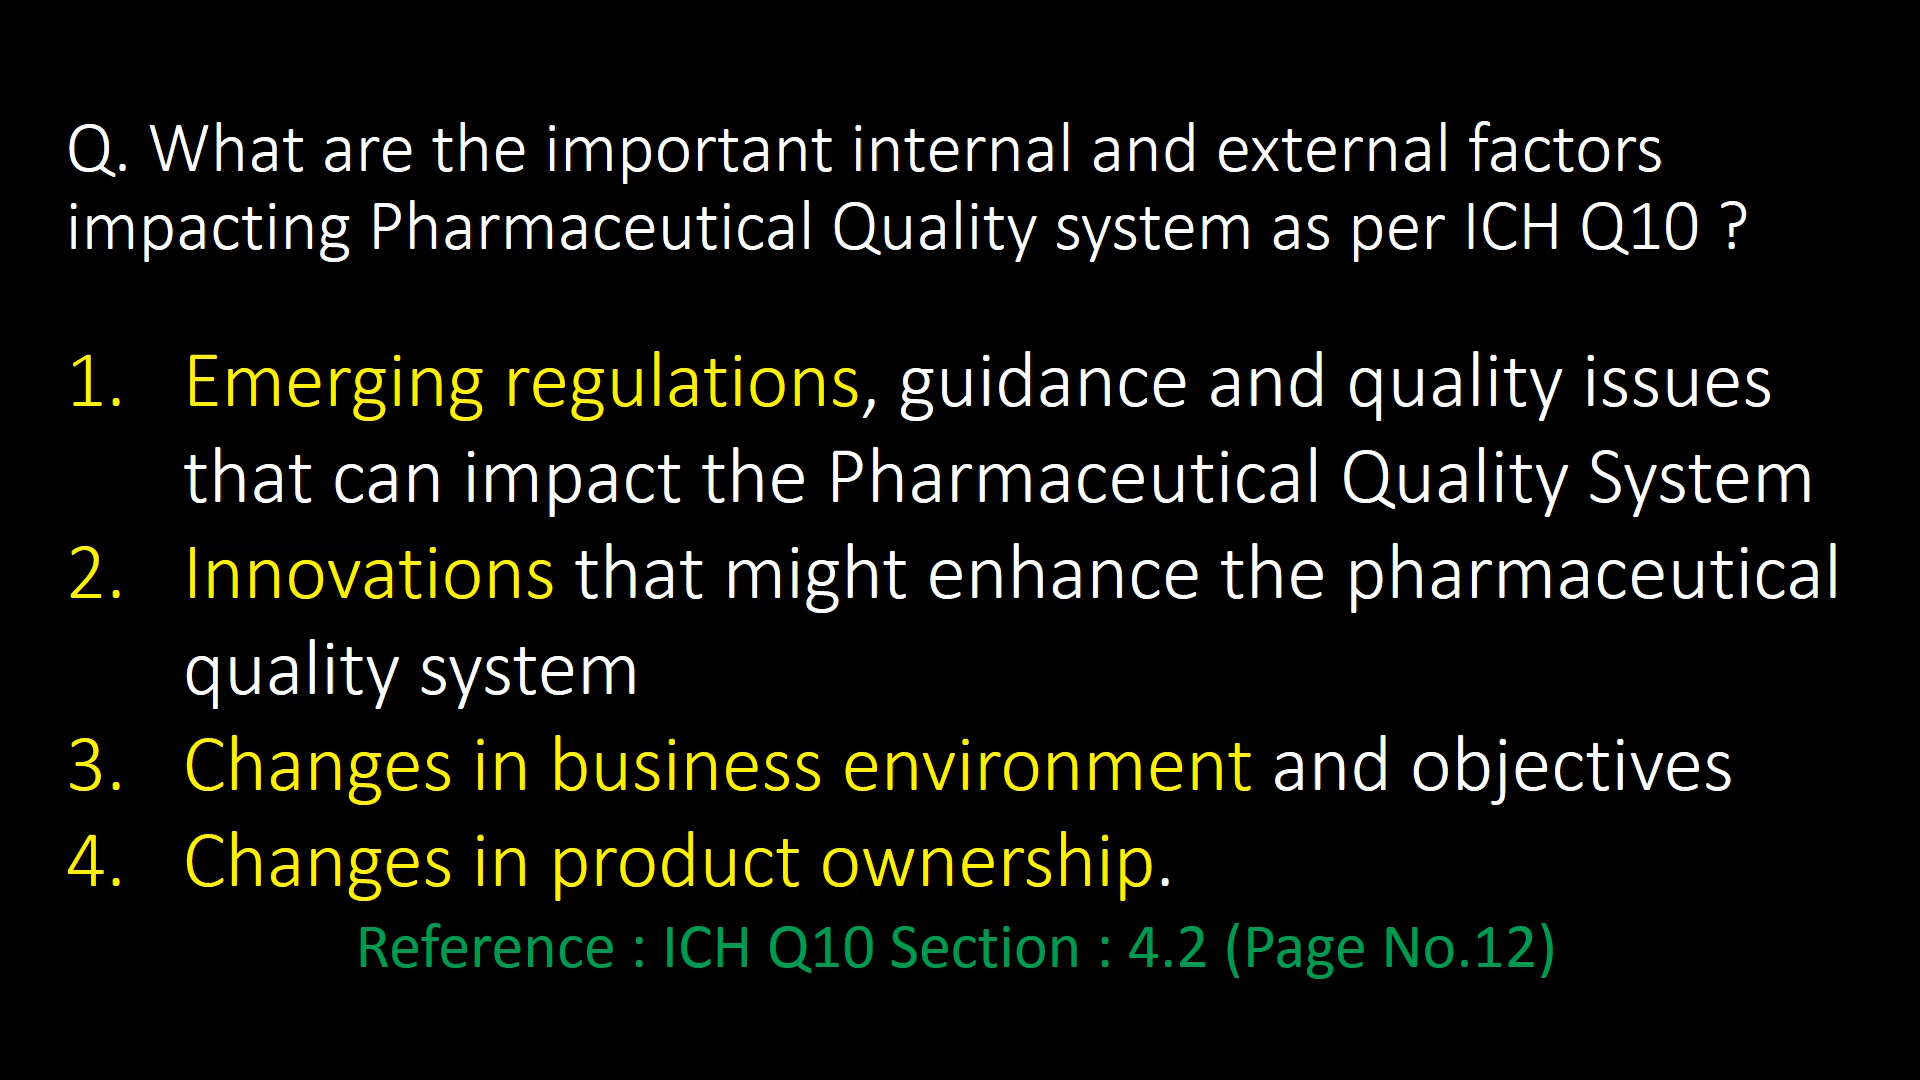 Q. What are the important internal and external factors
impacting Pharmaceutical Quality system as per ICH Q10 ?
1. Emerging regulations, guidance and quality issues
that can impact the Pharmaceutical Quality System
2. Innovations that might enhance the pharmaceutical
quality system
3. Changes in business environment and objectives
4. Changes in product ownership.
Reference : ICH Q10 Section : 4.2 (Page No.12)